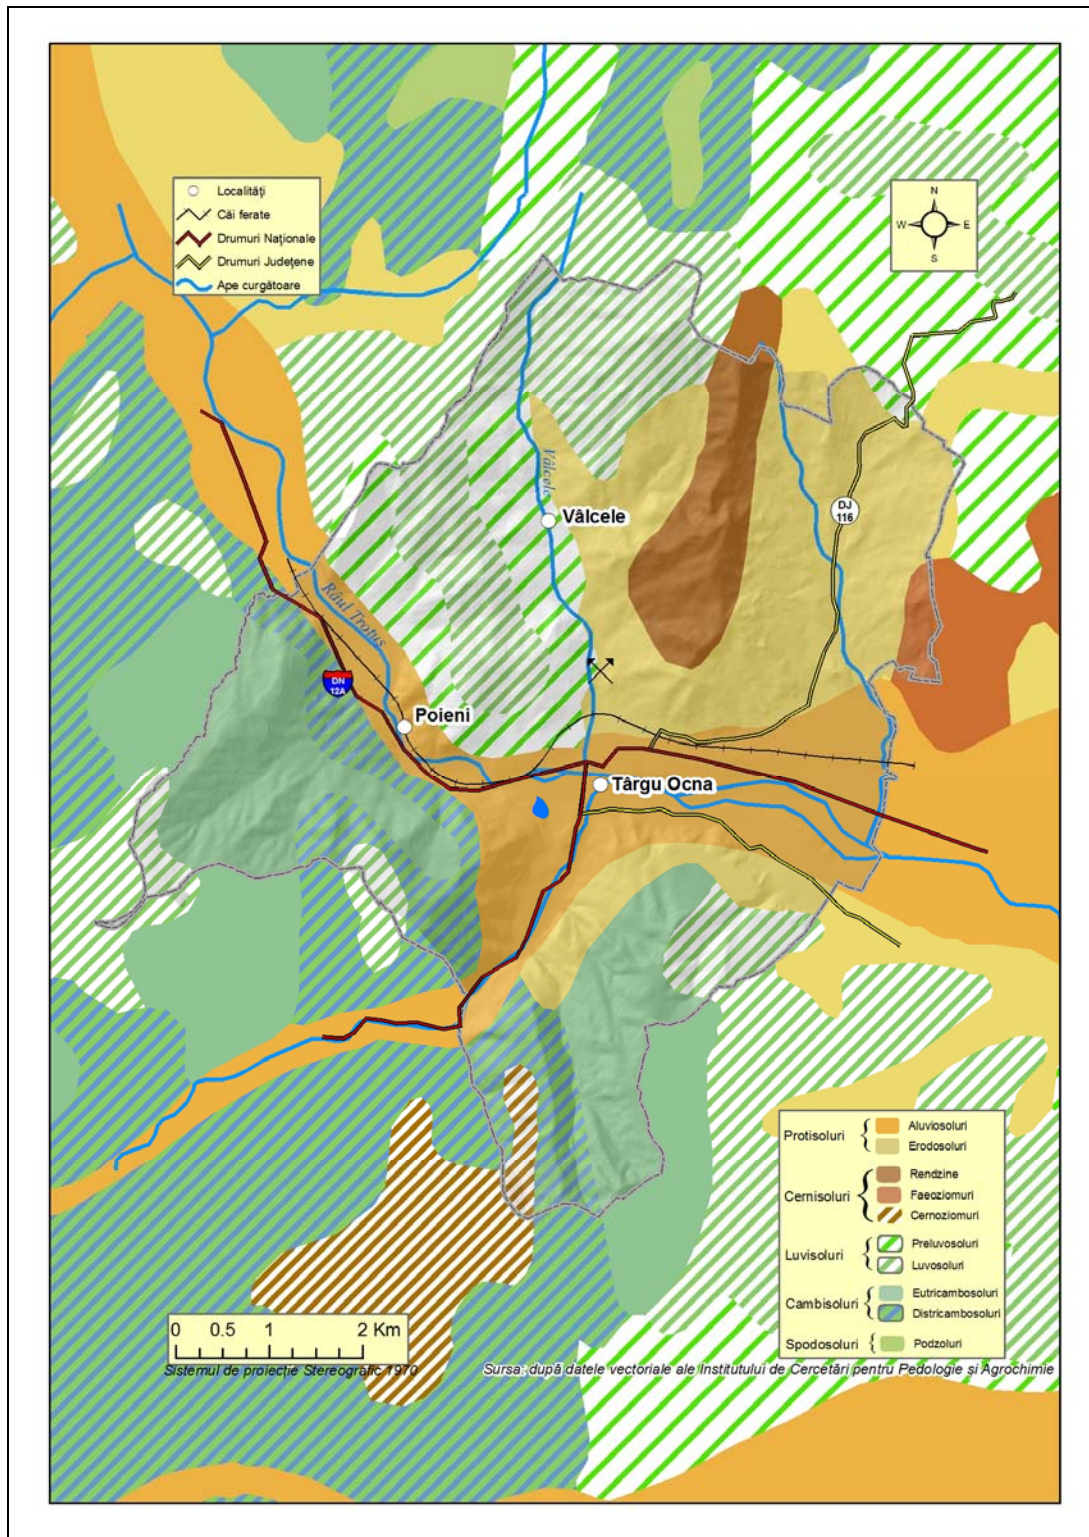 Localități
Căi ferate
Drumuri Naționale
Drumuri Județene
Ape curgătoare
N
W
E
S
Vâlcele
Vâlcele
DJ
116
Râul Trotuș
DN
12A
Poieni
Târgu Ocna
Protisoluri
Aluviosoluri
Erodosoluri
Cernisoluri
Rendzine
Faeoziomuri
Cernoziomuri
Luvisoluri
Preluvosoluri
Luvosoluri
Cambisoluri
Eutricambosoluri
Districambosoluri
Spodosoluri
Podzoluri
0 0.5 1 2 Km
Sistemul de proiecție Stereografic 1970
Sursa: după datele vectoriale ale Institutului de Cercetări pentru Pedologie și Agrochimie